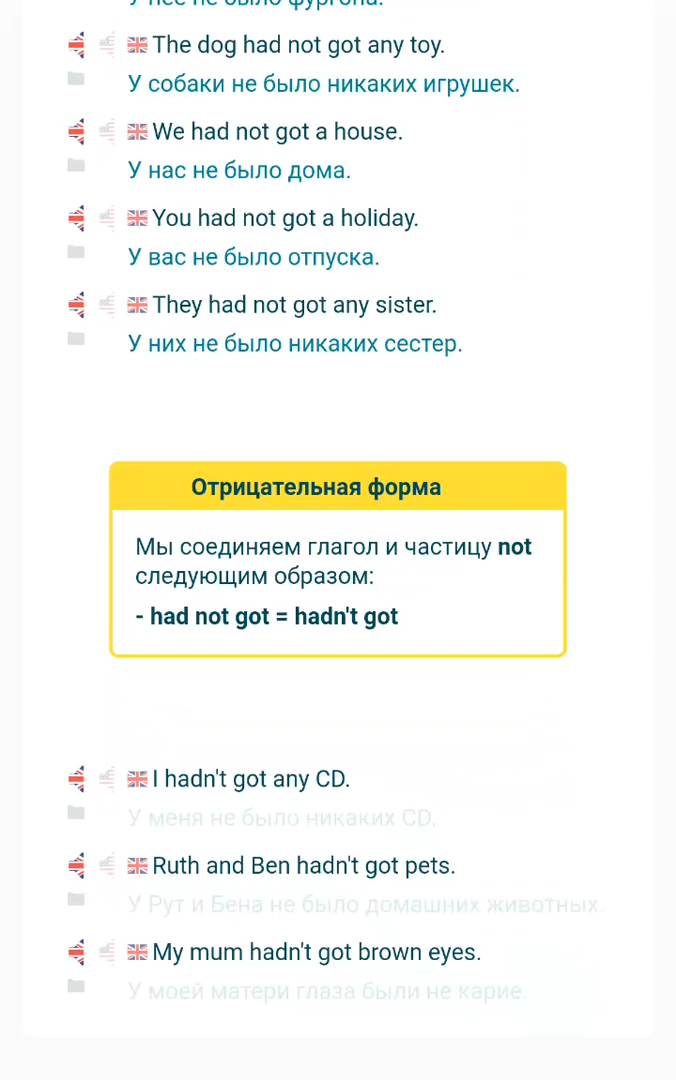 У нее не было фургона.
The dog had not got any toy.
У собаки не было никаких игрушек.
We had not got a house.
У нас не было дома.
You had not got a holiday.
У вас не было отпуска.
They had not got any sister.
У них не было никаких сестер.
Отрицательная форма
Мы соединяем глагол и частицу not
следующим образом:
- had not got = hadn't got
I hadn't got any CD.
У меня не было никаких CD.
Ruth and Ben hadn't got pets.
У Рут и Бена не было домашних животных.
My mum hadn't got brown eyes.
У моей матери глаза были не карие.